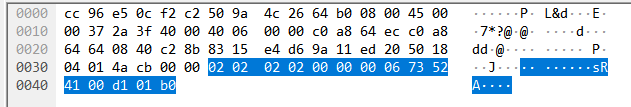 0000 cc 96 e5 0c f2 c2 50 9a 4c 26 64 b0 08 00 45 00 ······P· L&d···E·
0010 00 37 2a 3f 40 00 40 06 00 00 c0 a8 64 ec c0 a8 ·7*?@·@· ····d···
0020 64 64 08 40 c2 8b 83 15 e4 d6 9a 11 ed 20 50 18 dd·@···· ····· P·
0030 04 01 4a cb 00 00 02 02 02 02 00 00 00 06 73 52 ··J····· ······sR
0040 41 00 d1 01 b0 A····